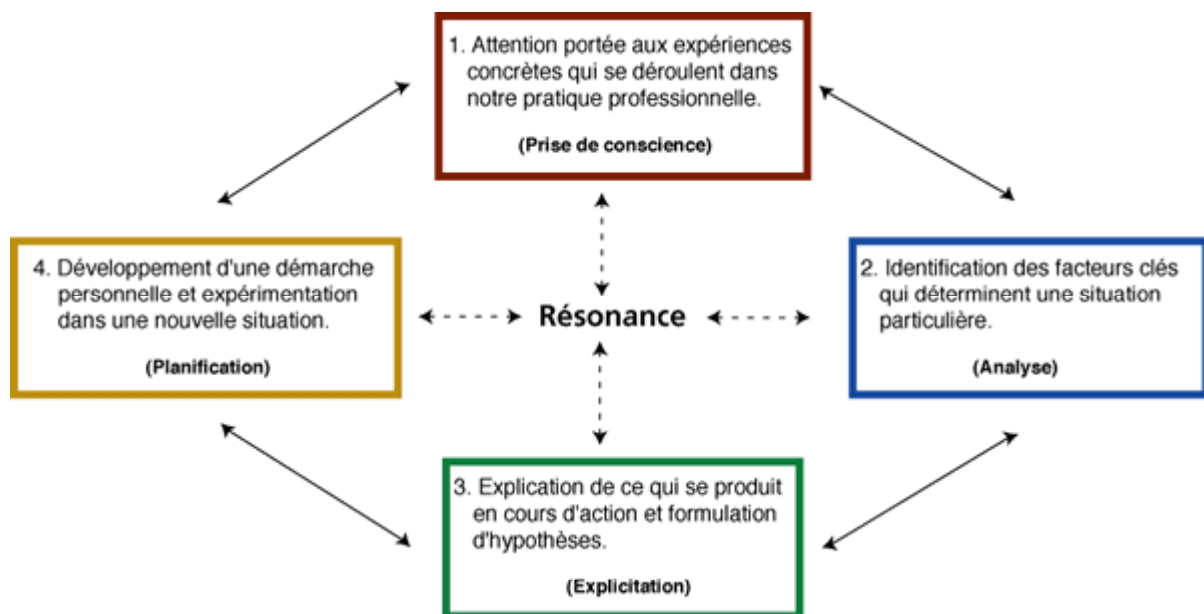 1. Attention portée aux expériences
concrètes qui se déroulent dans
notre pratique professionnelle.
(Prise de conscience)
4. Développement d'une démarche
personnelle et expérimentation
dans une nouvelle situation.
(Planification)
Résonance
2. Identification des facteurs clés
qui déterminent une situation
particulière.
(Analyse)
3. Explication de ce qui se produit
en cours d'action et formulation
d'hypothèses.
(Explicitation)